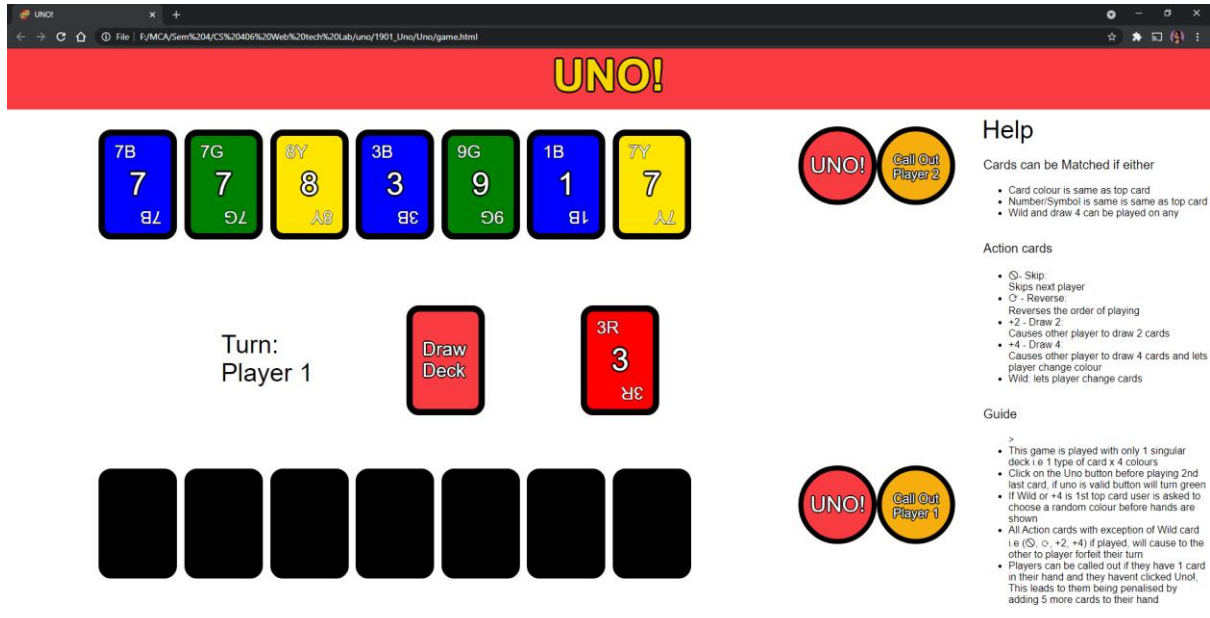 UNO!
File F:/MCA/Sem%204/CS%20406%20Web%20tech%20Lab/uno/1901_Uno/Uno/game.html
UNO!
7B 7G 8Y 3B 9G 1B 7Y
7 7 8 3 9 1 7
7B 7G 8Y 3B 9G 1B 7Y
UNO!
Call Out
Player 2
Turn:
Player 1
Draw
Deck
3R
3
3R
UNO!
Call Out
Player 1
Help
Cards can be Matched if either
• Card colour is same as top card
• Number/Symbol is same is same as top card
• Wild and draw 4 can be played on any
Action cards
• 🛇- Skip:
Skips next player
• ⟳ - Reverse:
Reverses the order of playing
• +2 - Draw 2:
Causes other player to draw 2 cards
• +4 - Draw 4:
Causes other player to draw 4 cards and lets
player change colour
• Wild: lets player change cards
Guide
>
• This game is played with only 1 singular
deck i.e 1 type of card x 4 colours
• Click on the Uno button before playing 2nd
last card, if uno is valid button will turn green
• If Wild or +4 is 1st top card user is asked to
choose a random colour before hands are
shown
• All Action cards with exception of Wild card
i.e (🛇, ⟳, +2, +4) if played, will cause to the
other to player forfeit their turn
• Players can be called out if they have 1 card
in their hand and they havent clicked Uno!,
This leads to them being penalised by
adding 5 more cards to their hand